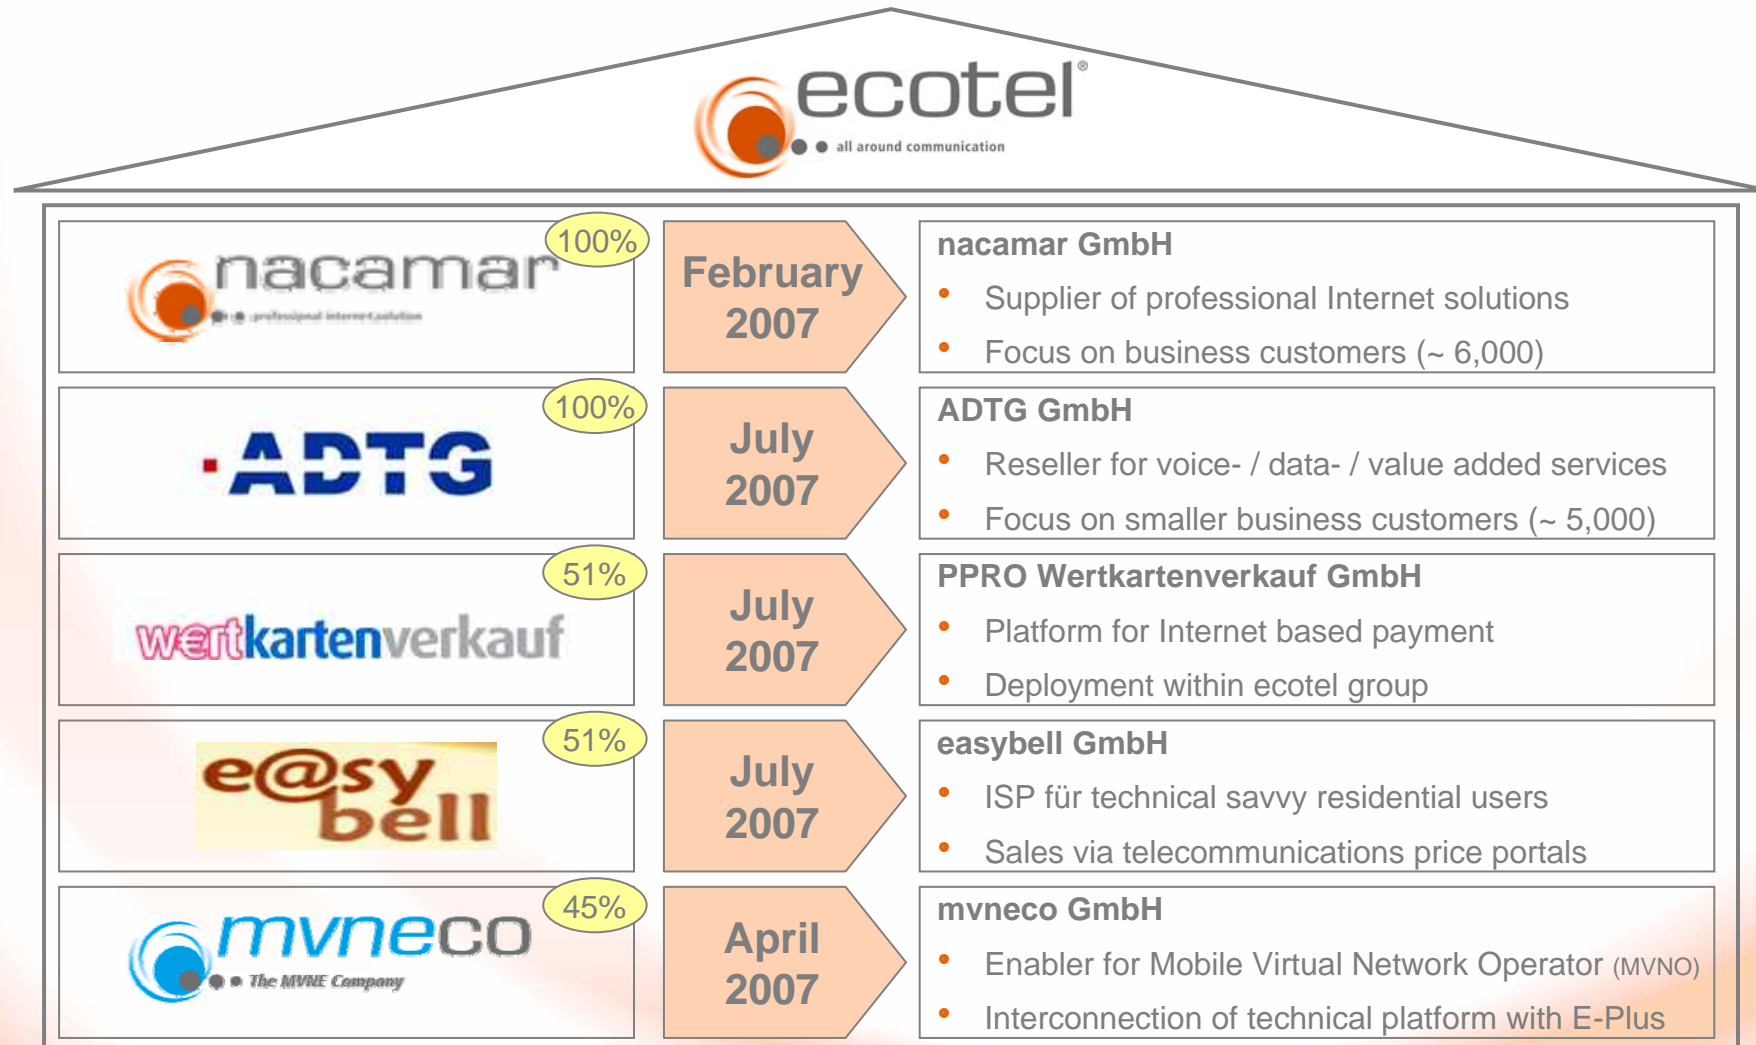 ecotel®
all around communication
nacamar
professional internet solution
100%
February
2007
nacamar GmbH
• Supplier of professional Internet solutions
• Focus on business customers (~ 6,000)
ADTG
100%
July
2007
ADTG GmbH
• Reseller for voice- / data- / value added services
• Focus on smaller business customers (~ 5,000)
w€rtkartenverkauf
51%
July
2007
PPRO Wertkartenverkauf GmbH
• Platform for Internet based payment
• Deployment within ecotel group
e@sy
bell
51%
July
2007
easybell GmbH
• ISP für technical savvy residential users
• Sales via telecommunications price portals
mvneco
The MVNE Company
45%
April
2007
mvneco GmbH
• Enabler for Mobile Virtual Network Operator (MVNO)
• Interconnection of technical platform with E-Plus